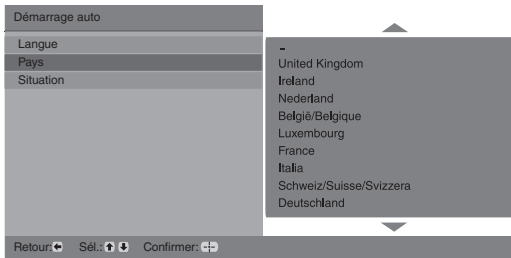 Démarrage auto
Langue
Pays
Situation
-
United Kingdom
Ireland
Nederland
België/Belgique
Luxembourg
France
Italia
Schweiz/Suisse/Svizzera
Deutschland
Retour: Sél.: Confirmer: